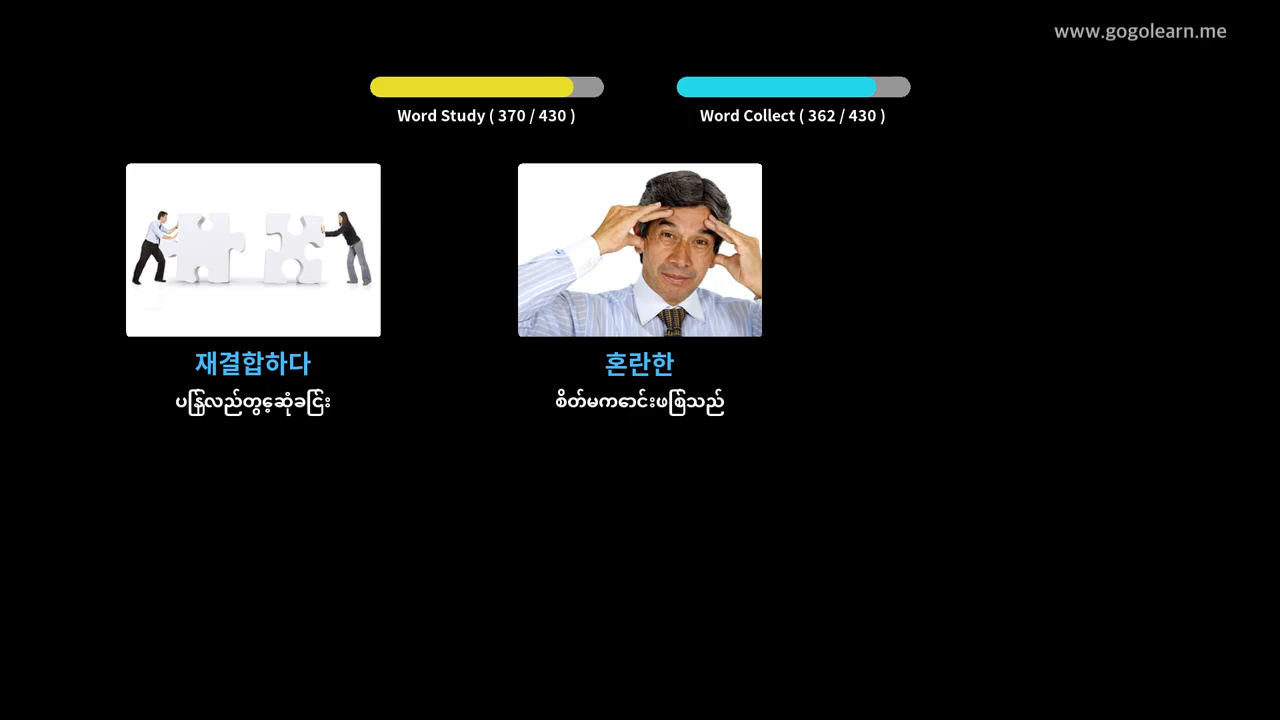 www.gogolearn.me
Word Study ( 370 / 430 )
Word Collect ( 362 / 430 )
재결합하다
ပြန်လည်တွေ့ဆုံခြင်း
혼란한
စိတ်မကောင်းဖြစ်သည်